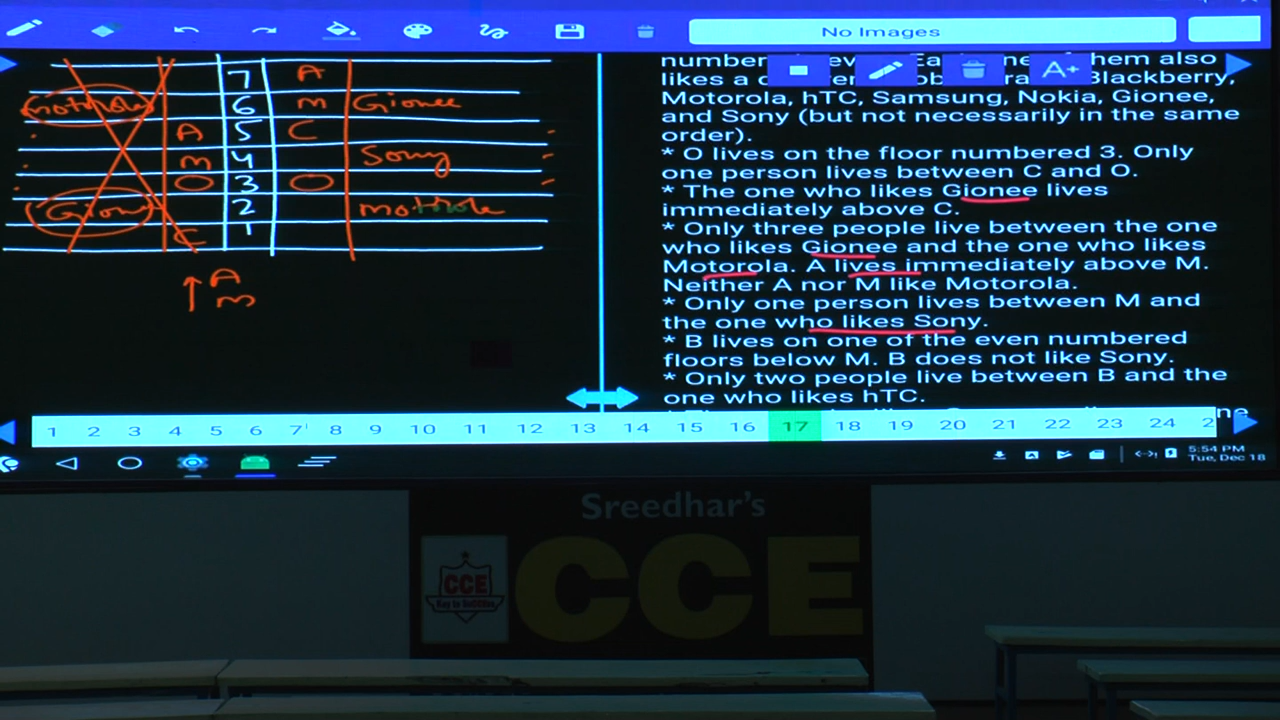 No Images
7 A
motorola 6 m Gionee
A 5 C
m 4 Sony
O 3 O
Gione 2 motorola
C 1
A
m
likes a
Blackberry,
Motorola, hTC, Samsung, Nokia, Gionee,
and Sony (but not necessarily in the same
order).
* O lives on the floor numbered 3. Only
one person lives between C and O.
* The one who likes Gionee lives
immediately above C.
* Only three people live between the one
who likes Gionee and the one who likes
Motorola. A lives immediately above M.
Neither A nor M like Motorola.
* Only one person lives between M and
the one who likes Sony.
* B lives on one of the even numbered
floors below M. B does not like Sony.
* Only two people live between B and the
one who likes hTC.
A+
1 2 3 4 5 6 7 8 9 10 11 12 13 14 15 16 17 18 19 20 21 22 23 24 2
5:54 PM
Tue, Dec 18
Sreedhar's
CCE
CCE